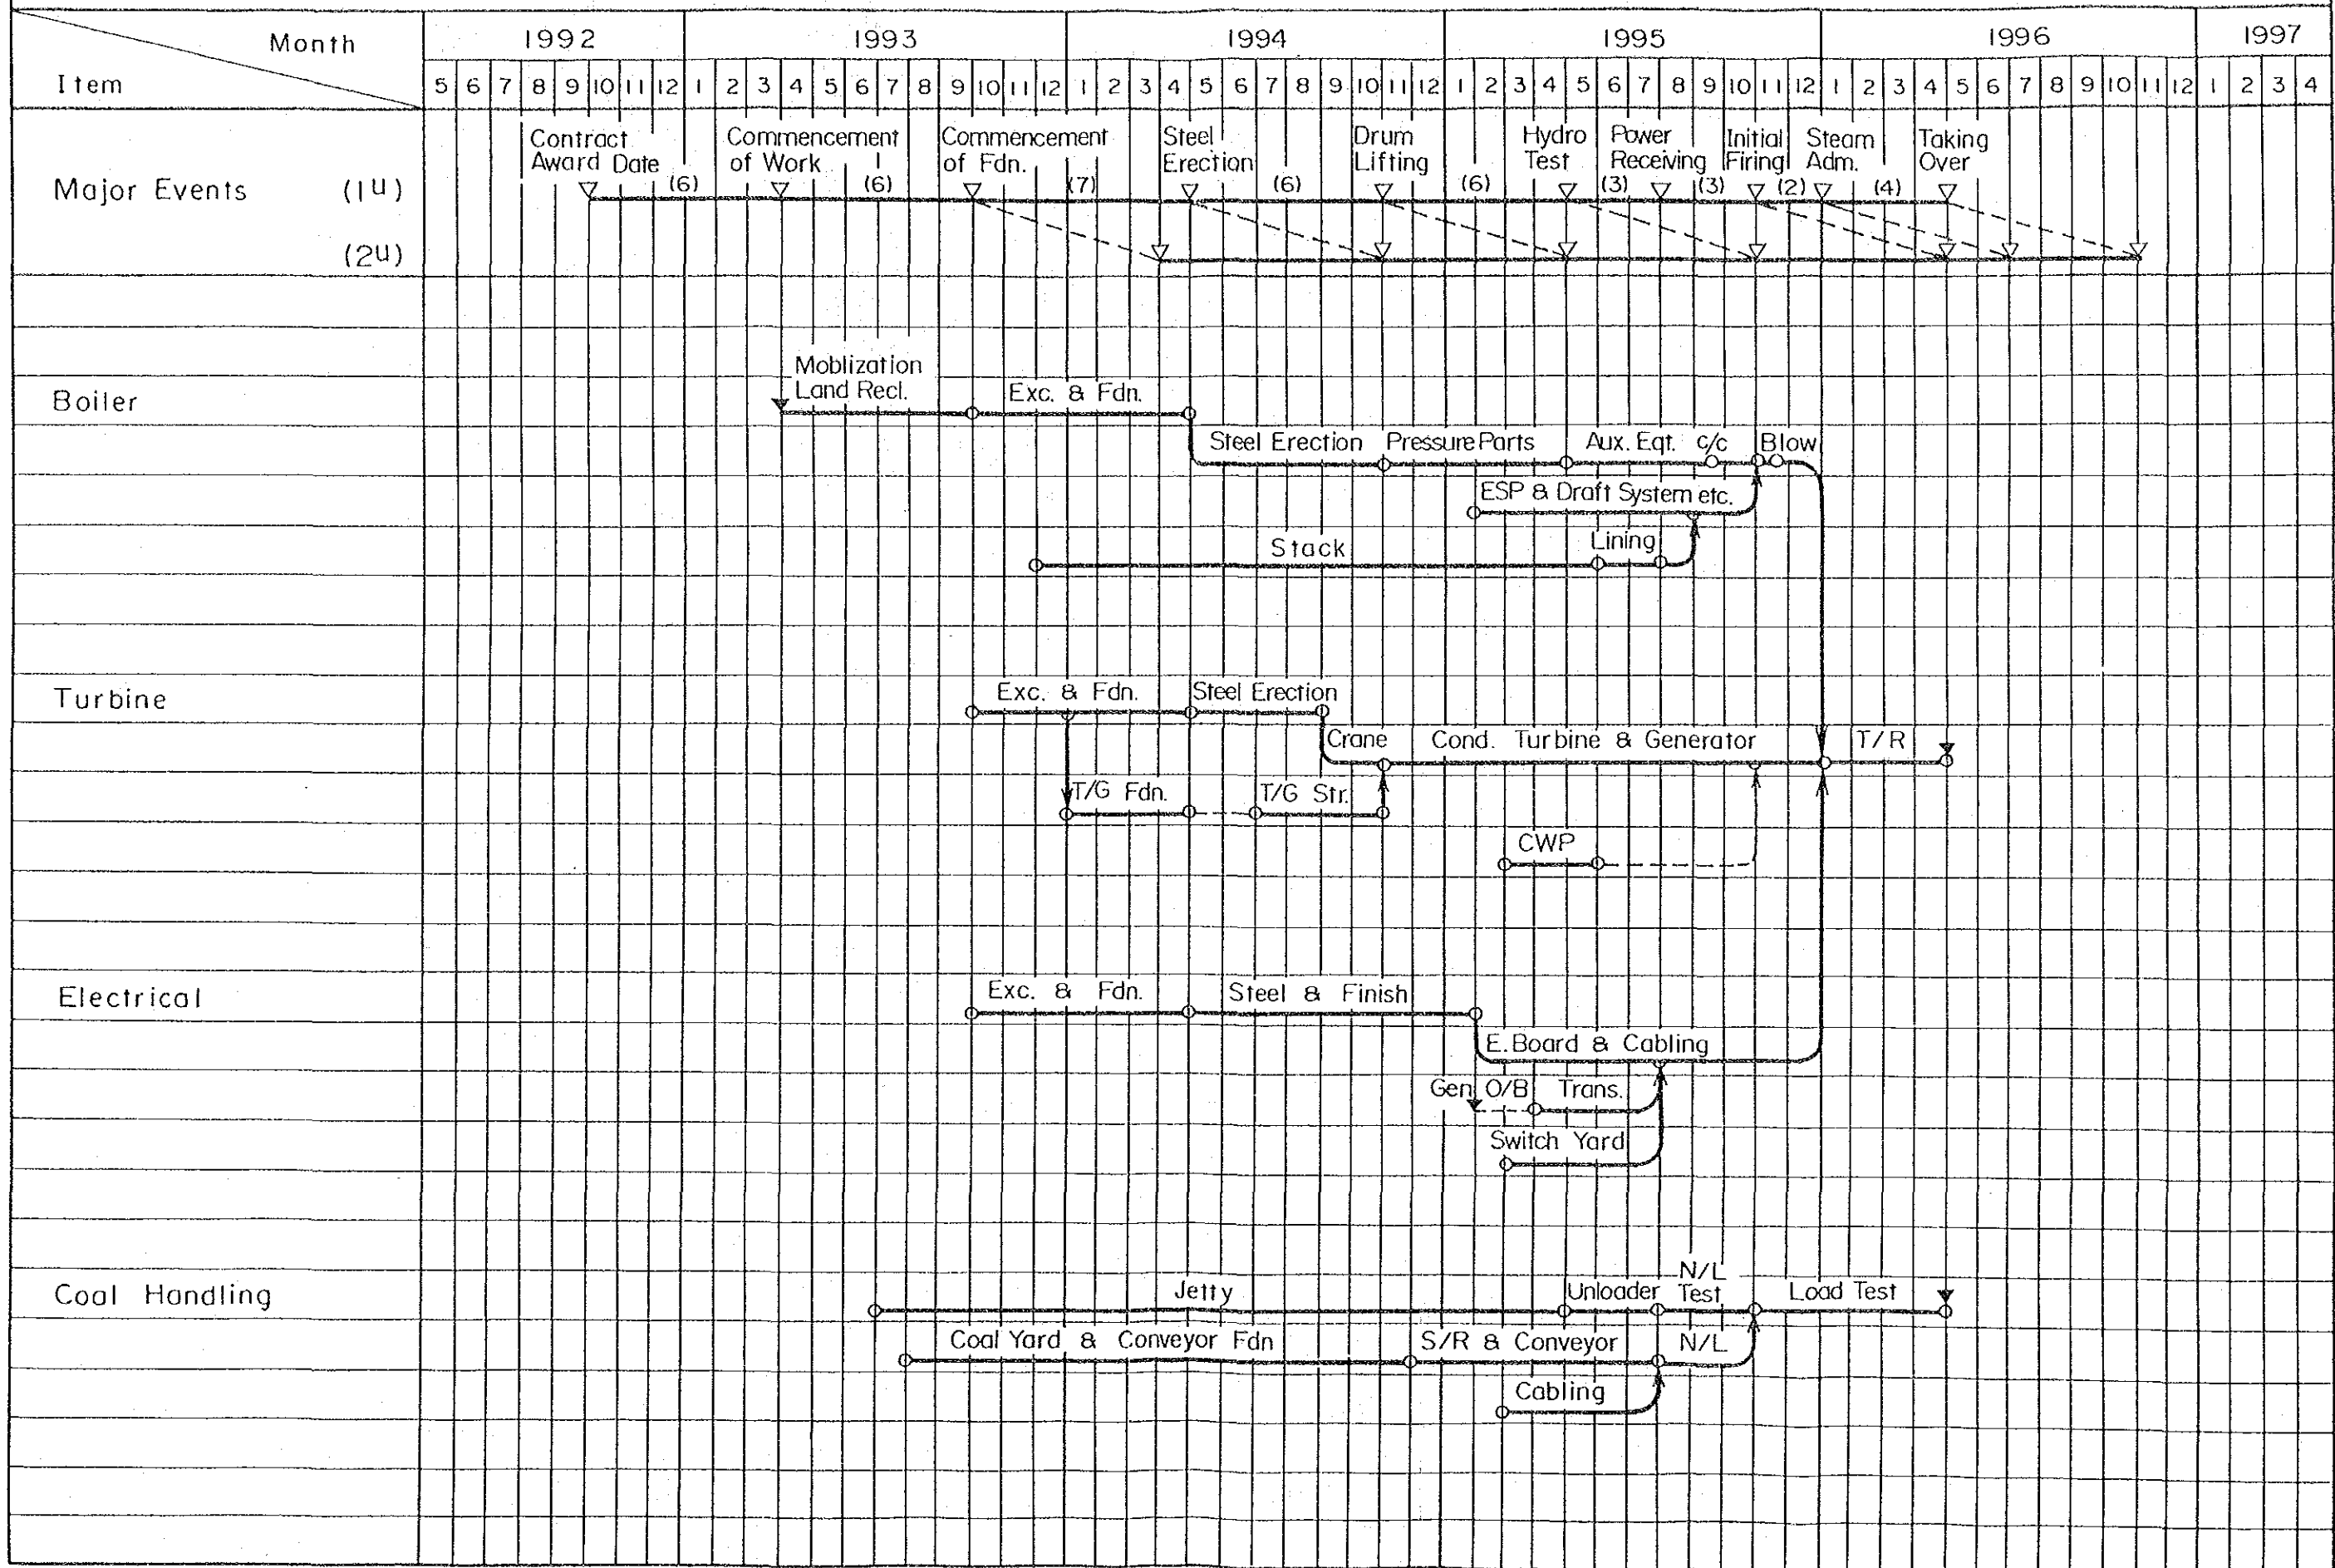 Month
Item
1992 1993 1994 1995 1996 1997
5 6 7 8 9 10 11 12 1 2 3 4 5 6 7 8 9 10 11 12 1 2 3 4 5 6 7 8 9 10 11 12 1 2 3 4 5 6 7 8 9 10 11 12 1 2 3 4 5 6 7 8 9 10 11 12 1 2 3 4
Contract Commencement Commencement Steel Drum Hydro Power Initial Steam Taking
Award Date of Work of Fdn. Erection Lifting Test Receiving Firing Adm. Over
Major Events (1U) (6) (6) (7) (6) (6) (3) (3) (2) (4)
(2U)
Moblization
Land Recl. Exc. & Fdn.
Boiler
Steel Erection Pressure Parts Aux. Eqt. c/c Blow
ESP & Draft System etc.
Stack Lining
Turbine Exc. & Fdn. Steel Erection
Crane Cond. Turbine & Generator T/R
T/G Fdn. T/G Str.
CWP
Electrical Exc. & Fdn. Steel & Finish
E.Board & Cabling
Gen O/B Trans.
Switch Yard
N/L
Coal Handling Jetty Unloader Test Load Test
Coal Yard & Conveyor Fdn S/R & Conveyor N/L
Cabling